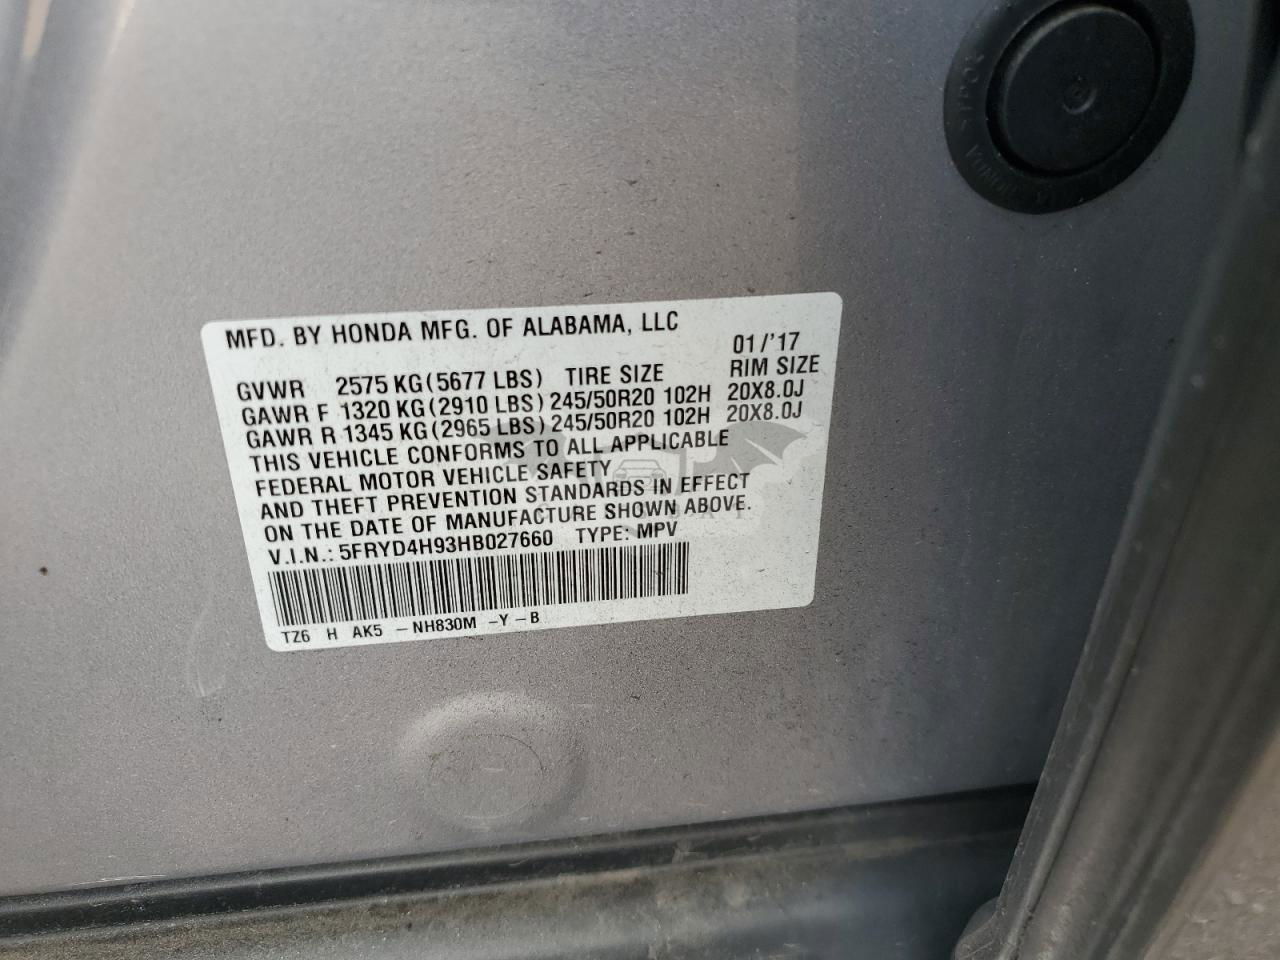 MFD. BY HONDA MFG. OF ALABAMA, LLC
01/'17
GVWR 2575 KG (5677 LBS) TIRE SIZE RIM SIZE
GAWR F 1320 KG (2910 LBS) 245/50R20 102H 20X8.0J
GAWR R 1345 KG (2965 LBS) 245/50R20 102H 20X8.0J
THIS VEHICLE CONFORMS TO ALL APPLICABLE
FEDERAL MOTOR VEHICLE SAFETY
AND THEFT PREVENTION STANDARDS IN EFFECT
ON THE DATE OF MANUFACTURE SHOWN ABOVE.
V.I.N.: 5FRYD4H93HB027660 TYPE: MPV
TZ6 H AK5 -NH830M -Y-B